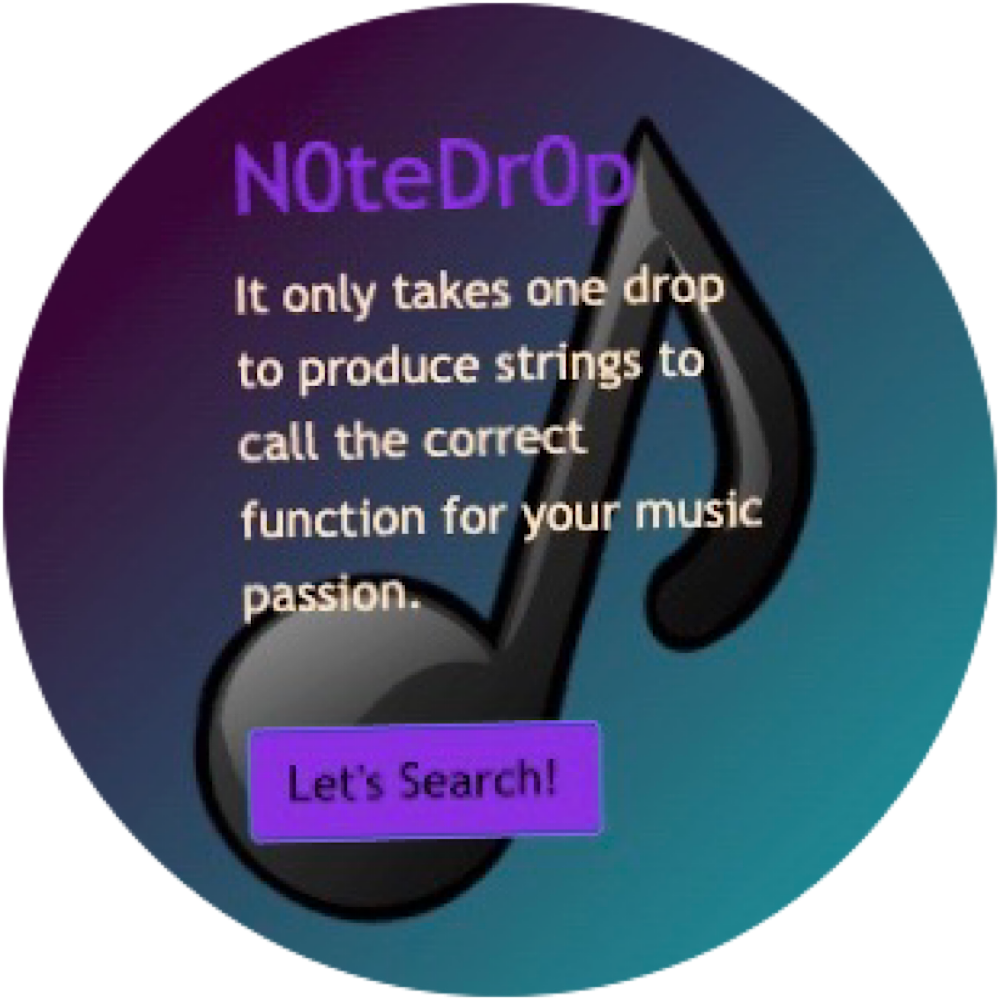 N0teDr0p
It only takes one drop
to produce strings to
call the correct
function for your music
passion.
Let's Search!